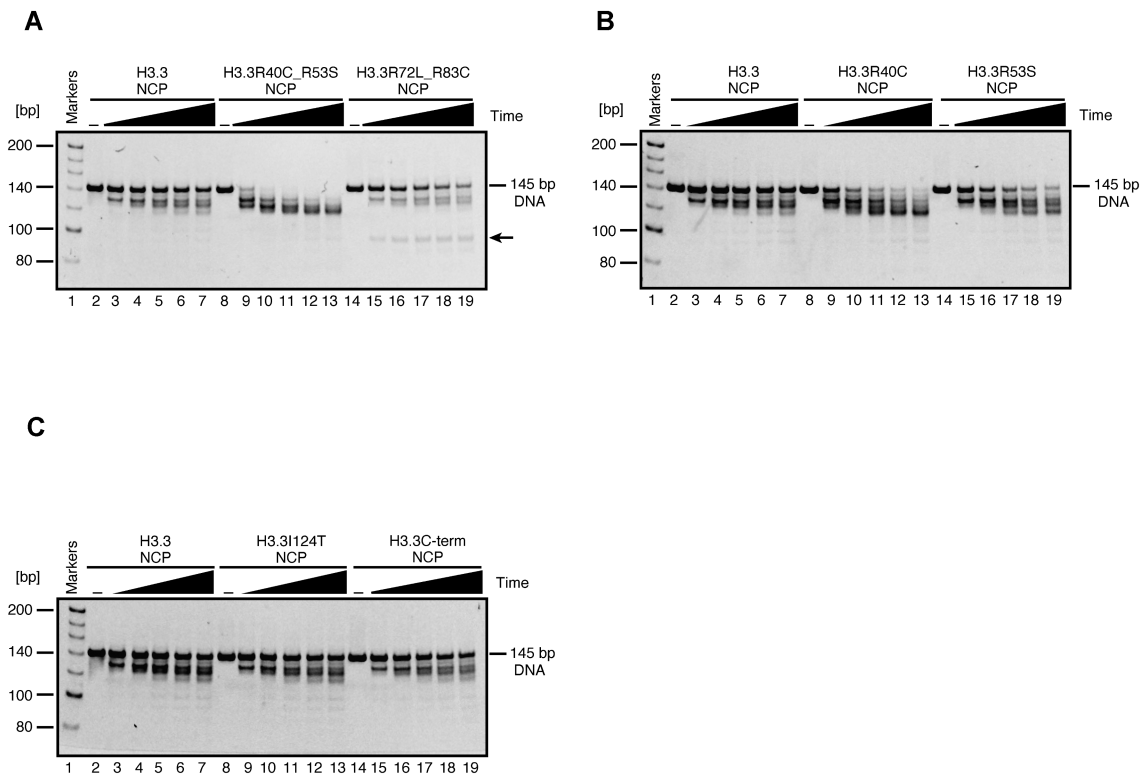 A
H3.3 H3.3R40C_R53S H3.3R72L_R83C
NCP NCP NCP
Markers
[bp]
– – –
Time
200
140
100
80
145 bp
DNA
1 2 3 4 5 6 7 8 9 10 11 12 13 14 15 16 17 18 19
B
H3.3 H3.3R40C H3.3R53S
NCP NCP NCP
Markers
[bp]
– – –
Time
200
140
100
80
145 bp
DNA
1 2 3 4 5 6 7 8 9 10 11 12 13 14 15 16 17 18 19
C
H3.3 H3.3I124T H3.3C-term
NCP NCP NCP
Markers
[bp]
– – –
Time
200
140
100
80
145 bp
DNA
1 2 3 4 5 6 7 8 9 10 11 12 13 14 15 16 17 18 19